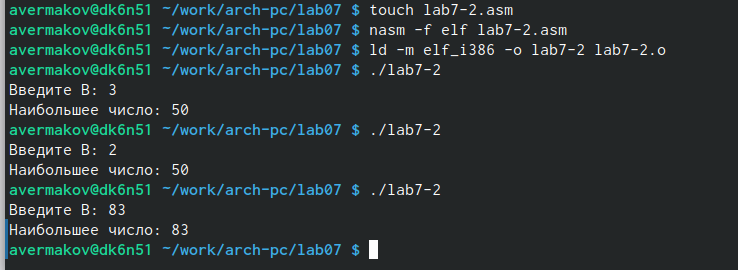 avermakov@dk6n51 ~/work/arch-pc/lab07 $ touch lab7-2.asm
avermakov@dk6n51 ~/work/arch-pc/lab07 $ nasm -f elf lab7-2.asm
avermakov@dk6n51 ~/work/arch-pc/lab07 $ ld -m elf_i386 -o lab7-2 lab7-2.o
avermakov@dk6n51 ~/work/arch-pc/lab07 $ ./lab7-2
Введите B: 3
Наибольшее число: 50
avermakov@dk6n51 ~/work/arch-pc/lab07 $ ./lab7-2
Введите B: 2
Наибольшее число: 50
avermakov@dk6n51 ~/work/arch-pc/lab07 $ ./lab7-2
Введите B: 83
Наибольшее число: 83
avermakov@dk6n51 ~/work/arch-pc/lab07 $